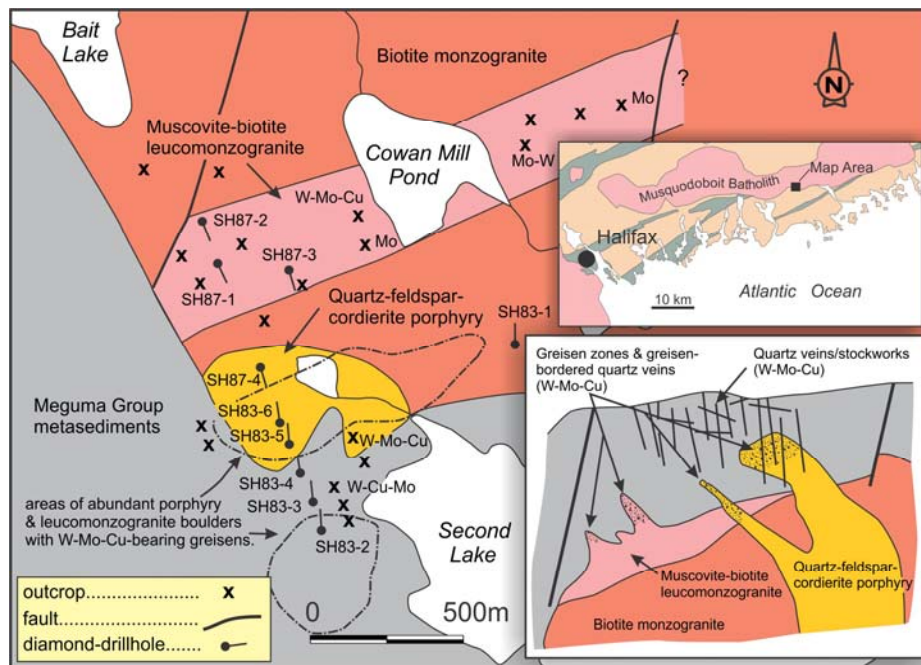 Bait
Lake
Biotite monzogranite
N
?
Muscovite-biotite
leucomonzogranite
Cowan Mill
Pond
Mo
Mo-W
W-Mo-Cu
Mo
SH87-2
SH87-3
SH87-1
Quartz-feldspar-
cordierite porphyry
SH83-1
SH87-4
SH83-6
SH83-5
W-Mo-Cu
Meguma Group
metasediments
SH83-4
W-Cu-Mo
SH83-3
SH83-2
areas of abundant porphyry
& leucomonzogranite boulders
with W-Mo-Cu-bearing greisens.
Second
Lake
outcrop....................... x
fault.........................
diamond-drillhole.......
0 500m
Musquodoboit Batholith
Map Area
Halifax
10 km
Atlantic Ocean
Greisen zones & greisen-
bordered quartz veins
(W-Mo-Cu)
Quartz veins/stockworks
(W-Mo-Cu)
Muscovite-biotite
leucomonzogranite
Quartz-feldspar-
cordierite porphyry
Biotite monzogranite